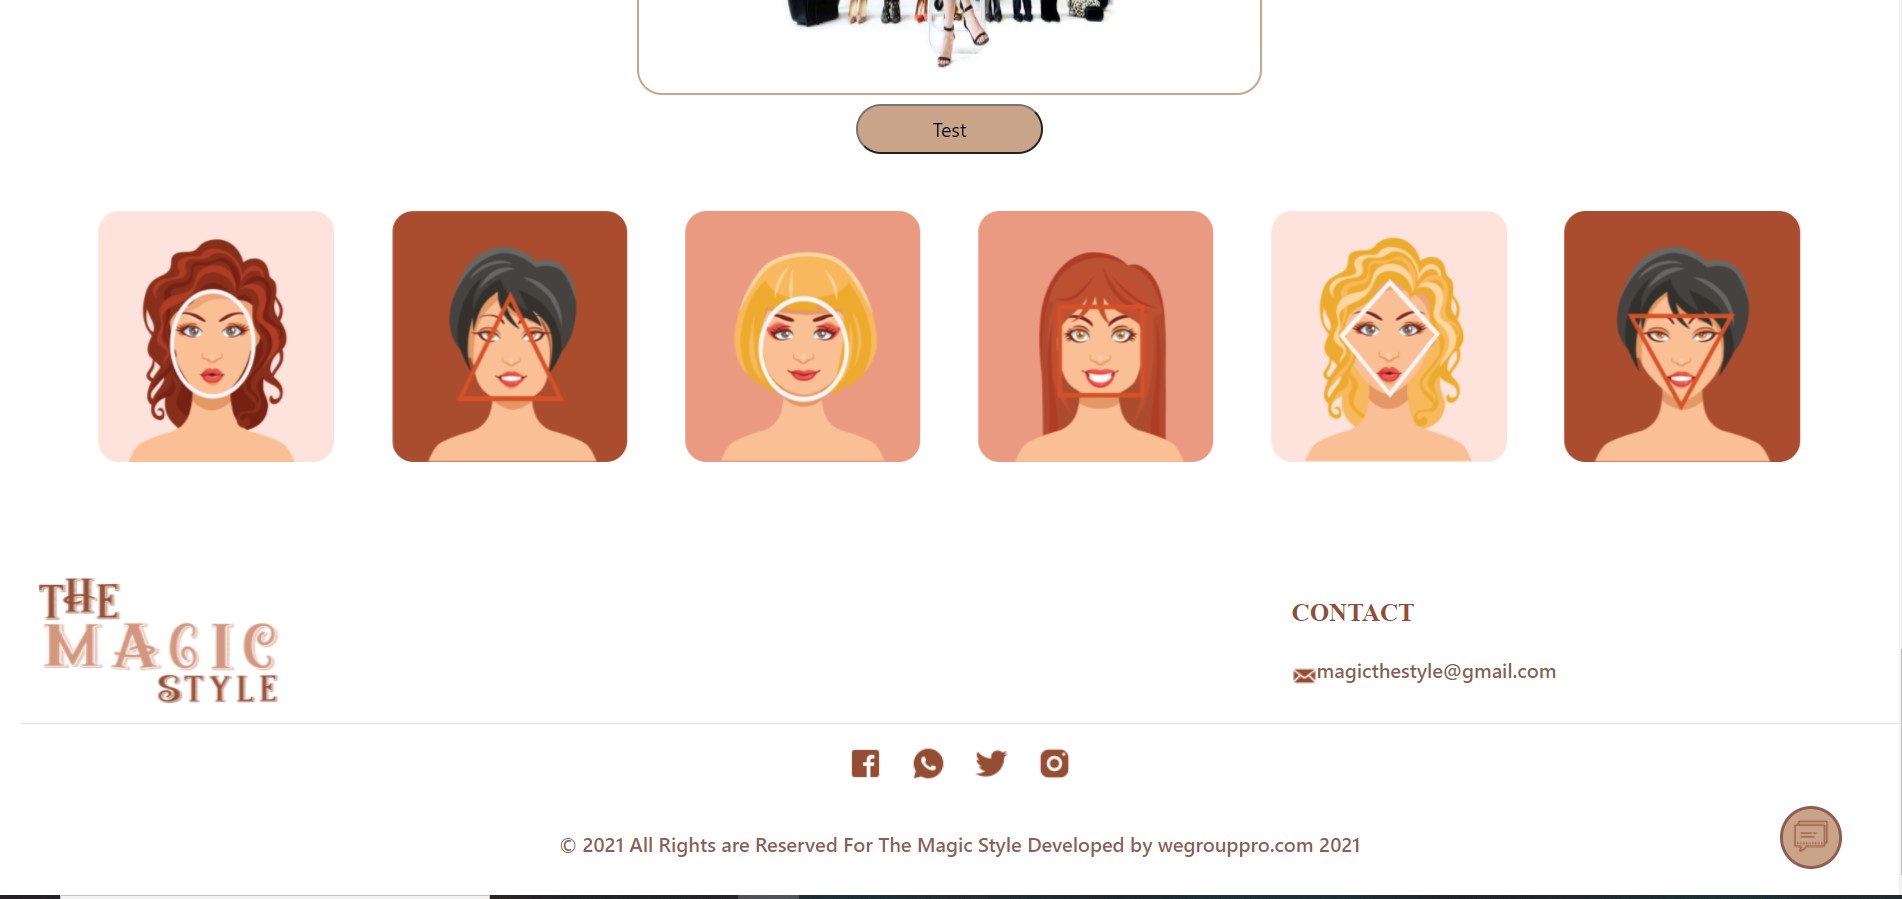 Test
THE
MAGIC
STYLE
CONTACT
magicthestyle@gmail.com
© 2021 All Rights are Reserved For The Magic Style Developed by wegrouppro.com 2021